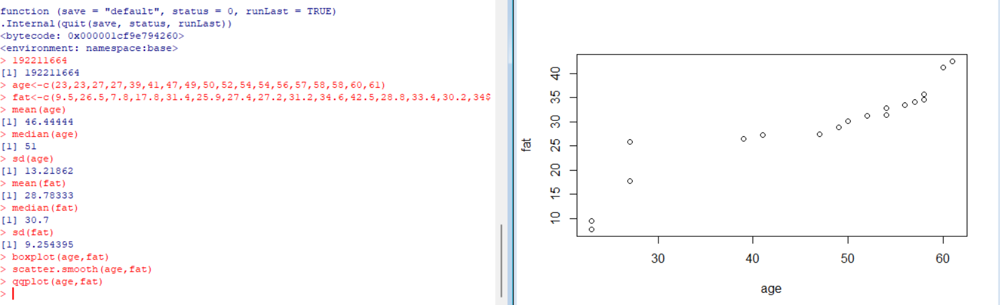 function (save = "default", status = 0, runLast = TRUE)
.Internal(quit(save, status, runLast))
<bytecode: 0x000001cf9e794260>
<environment: namespace:base>
> 192211664
[1] 192211664
> age<-c(23,23,27,27,39,41,47,49,50,52,54,54,56,57,58,58,60,61)
> fat<-c(9.5,26.5,7.8,17.8,31.4,25.9,27.4,27.2,31.2,34.6,42.5,28.8,33.4,30.2,34$
> mean(age)
[1] 46.44444
> median(age)
[1] 51
> sd(age)
[1] 13.21862
> mean(fat)
[1] 28.78333
> median(fat)
[1] 30.7
> sd(fat)
[1] 9.254395
> boxplot(age,fat)
> scatter.smooth(age,fat)
> qqplot(age,fat)
>
fat
40
35
30
25
20
15
10
30 40 50 60
age